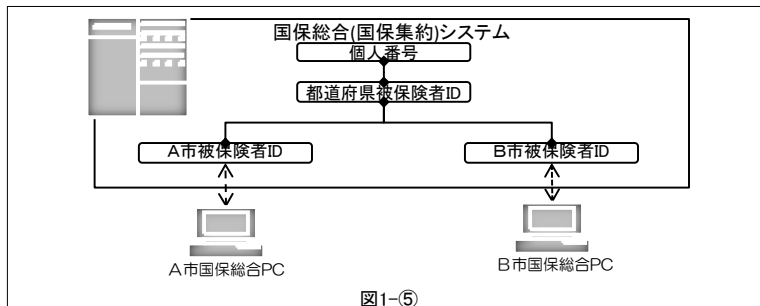 国保総合(国保集約)システム
個人番号
都道府県被保険者ID
A市被保険者ID
B市被保険者ID
A市国保総合PC
B市国保総合PC
図1-⑤